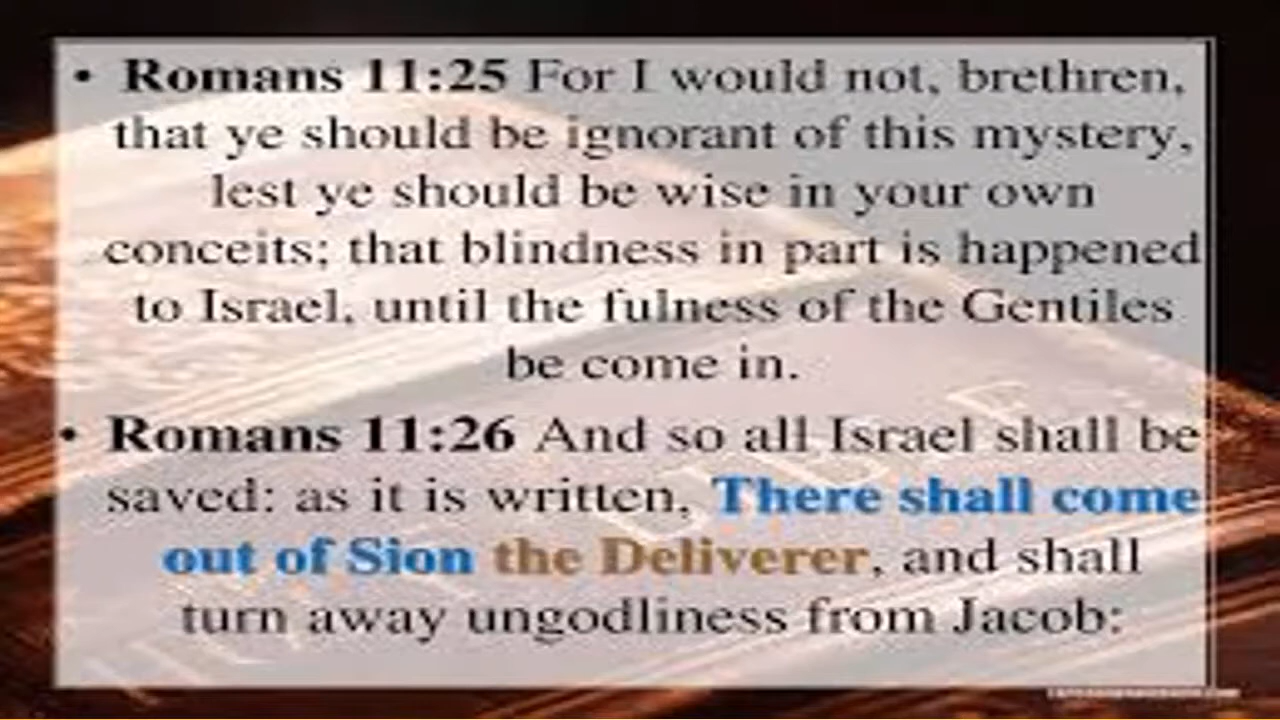 • Romans 11:25 For I would not, brethren,
that ye should be ignorant of this mystery,
lest ye should be wise in your own
conceits; that blindness in part is happened
to Israel, until the fulness of the Gentiles
be come in.
• Romans 11:26 And so all Israel shall be
saved: as it is written, There shall come
out of Sion the Deliverer, and shall
turn away ungodliness from Jacob: